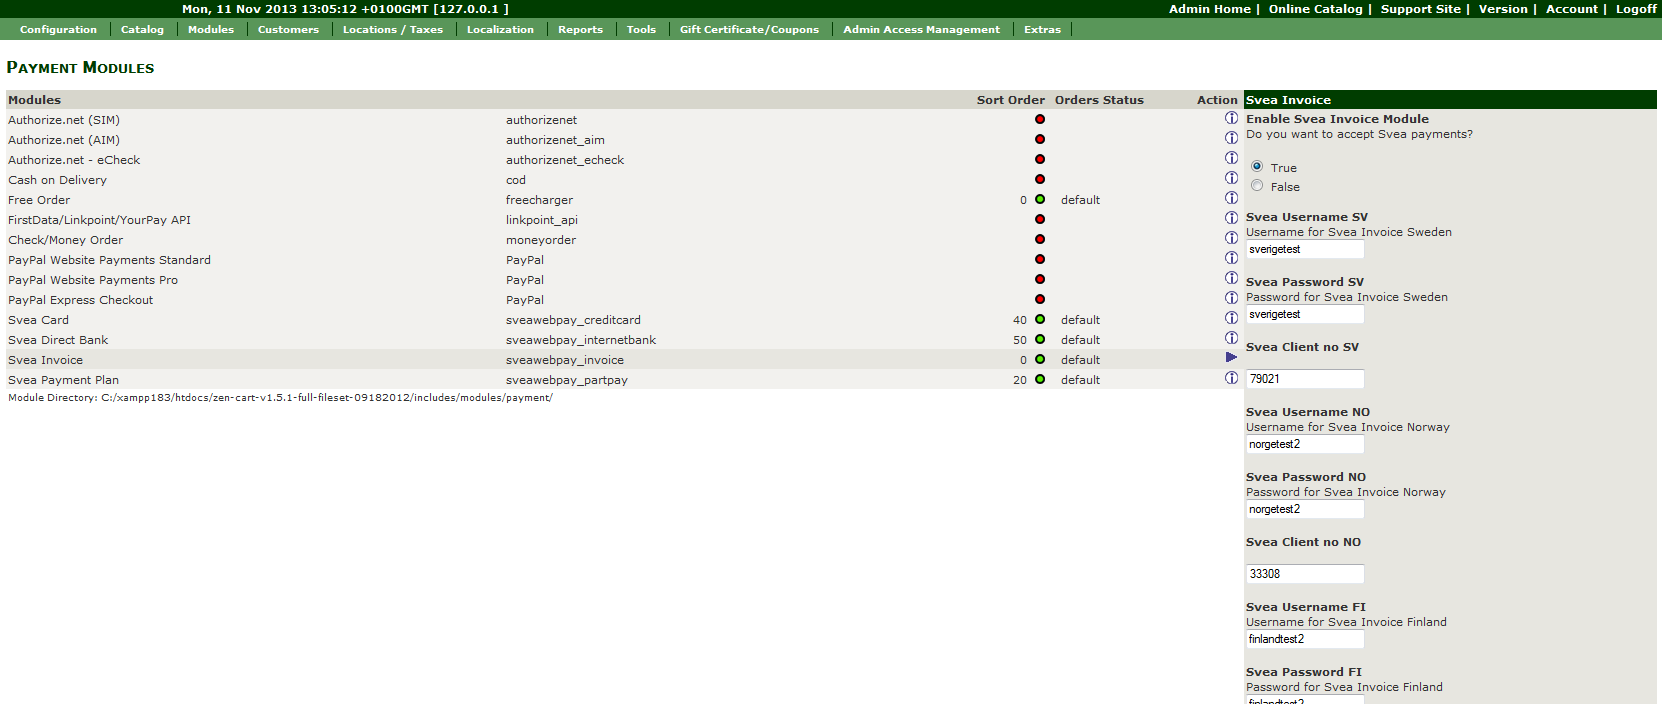 Mon, 11 Nov 2013 13:05:12 +0100GMT [127.0.0.1 ]
Admin Home | Online Catalog | Support Site | Version | Account | Logoff
Configuration Catalog Modules Customers Locations / Taxes Localization Reports Tools Gift Certificate/Coupons Admin Access Management Extras
Payment Modules
Modules Sort Order Orders Status Action
Authorize.net (SIM) authorizenet
Authorize.net (AIM) authorizenet_aim
Authorize.net - eCheck authorizenet_echeck
Cash on Delivery cod
Free Order freecharger 0 default
FirstData/Linkpoint/YourPay API linkpoint_api
Check/Money Order moneyorder
PayPal Website Payments Standard PayPal
PayPal Website Payments Pro PayPal
PayPal Express Checkout PayPal
Svea Card sveawebpay_creditcard 40 default
Svea Direct Bank sveawebpay_internetbank 50 default
Svea Invoice sveawebpay_invoice 0 default
Svea Payment Plan sveawebpay_partpay 20 default
Module Directory: C:/xampp183/htdocs/zen-cart-v1.5.1-full-fileset-09182012/includes/modules/payment/
Svea Invoice
Enable Svea Invoice Module
Do you want to accept Svea payments?
True
False
Svea Username SV
Username for Svea Invoice Sweden
sverigetest
Svea Password SV
Password for Svea Invoice Sweden
sverigetest
Svea Client no SV
79021
Svea Username NO
Username for Svea Invoice Norway
norgetest2
Svea Password NO
Password for Svea Invoice Norway
norgetest2
Svea Client no NO
33308
Svea Username FI
Username for Svea Invoice Finland
finlandtest2
Svea Password FI
Password for Svea Invoice Finland
finlandtest2